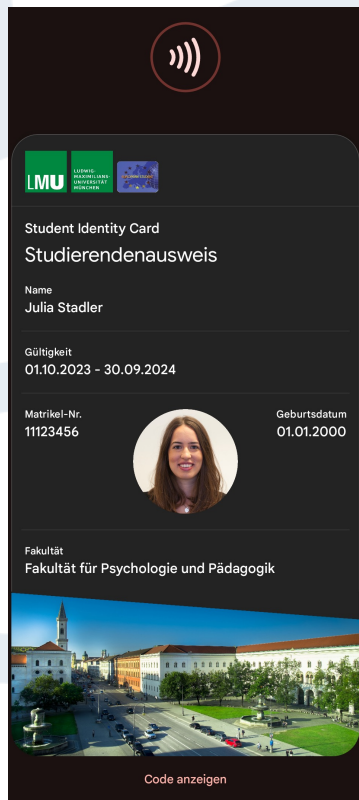 LMU
LUDWIG-
MAXIMILIANS-
UNIVERSITÄT
MÜNCHEN
Student Identity Card
Studierendenausweis
Name
Julia Stadler
Gültigkeit
01.10.2023 - 30.09.2024
Matrikel-Nr.
11123456
Geburtsdatum
01.01.2000
Fakultät
Fakultät für Psychologie und Pädagogik
Code anzeigen